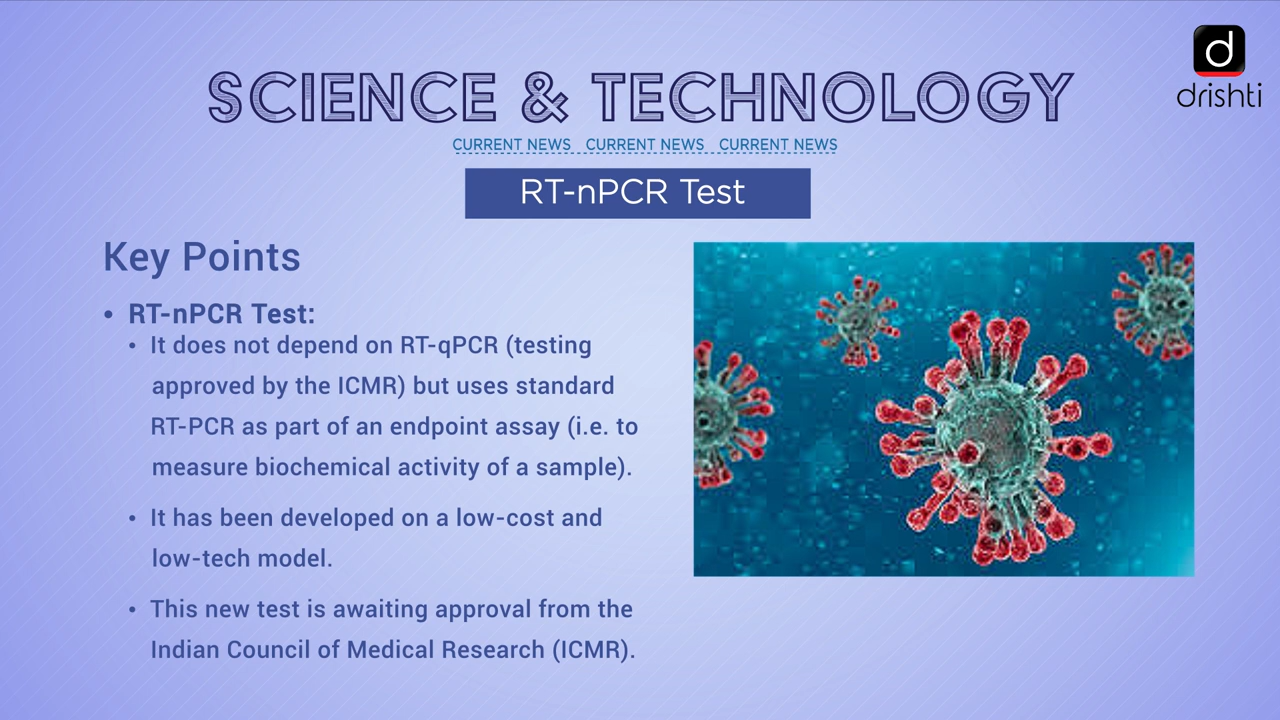 SCIENCE & TECHNOLOGY
d
drishti
CURRENT NEWS CURRENT NEWS CURRENT NEWS
RT-nPCR Test
Key Points
• RT-nPCR Test:
• It does not depend on RT-qPCR (testing
approved by the ICMR) but uses standard
RT-PCR as part of an endpoint assay (i.e. to
measure biochemical activity of a sample).
• It has been developed on a low-cost and
low-tech model.
• This new test is awaiting approval from the
Indian Council of Medical Research (ICMR).